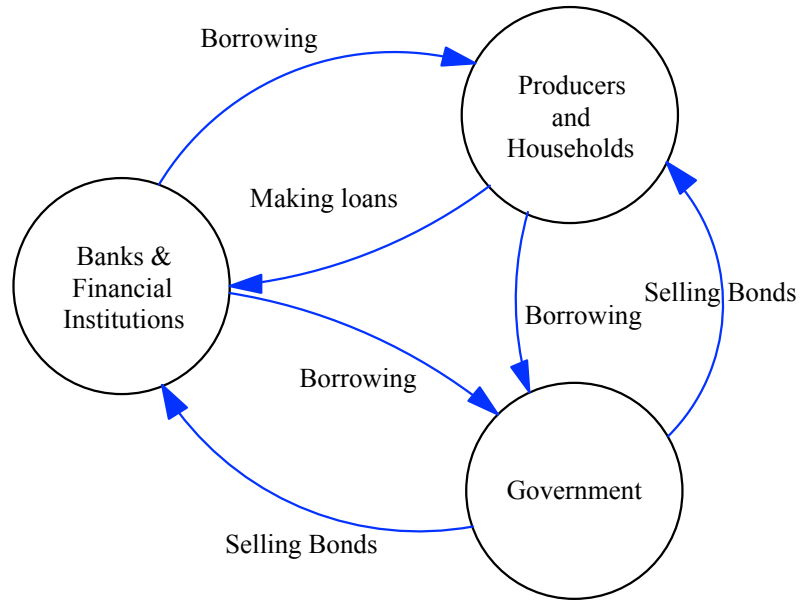 Borrowing
Producers
and
Households
Making loans
Banks &
Financial
Institutions
Selling Bonds
Borrowing
Borrowing
Government
Selling Bonds